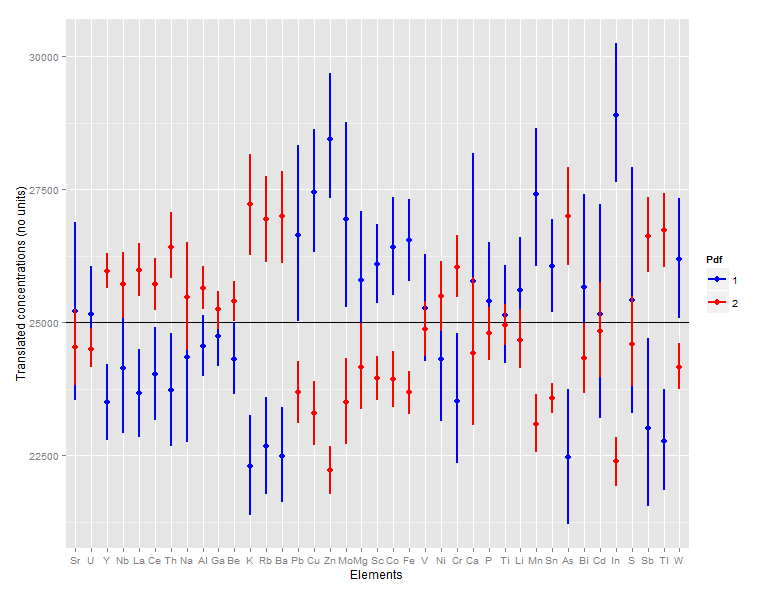 30000
27500
25000
22500
Translated concentrations (no units)
Sr U Y Nb La Ce Th Na Al Ga Be K Rb Ba Pb Cu Zn Mo Mg Sc Co Fe V Ni Cr Ca P Ti Li Mn Sn As Bi Cd In S Sb Tl W
Elements
Pdf
1
2